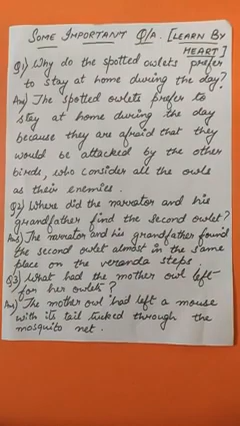 SOME IMPORTANT Q/A. [LEARN BY
HEART]
Q1) Why do the spotted owlets prefer
to stay at home during the day?
Ans) The spotted owlets prefer to
stay at home during the day
because they are afraid that they
would be attacked by the other
birds, who consider all the owls
as their enemies.
Q2) Where did the narrator and his
grandfather find the second owlet?
Ans) The narrator and his grandfather found
the second owlet almost in the same
place on the veranda steps.
Q3) What had the mother owl left
for her owlets?
Ans) The mother owl had left a mouse
with its tail tucked through the
mosquito net.